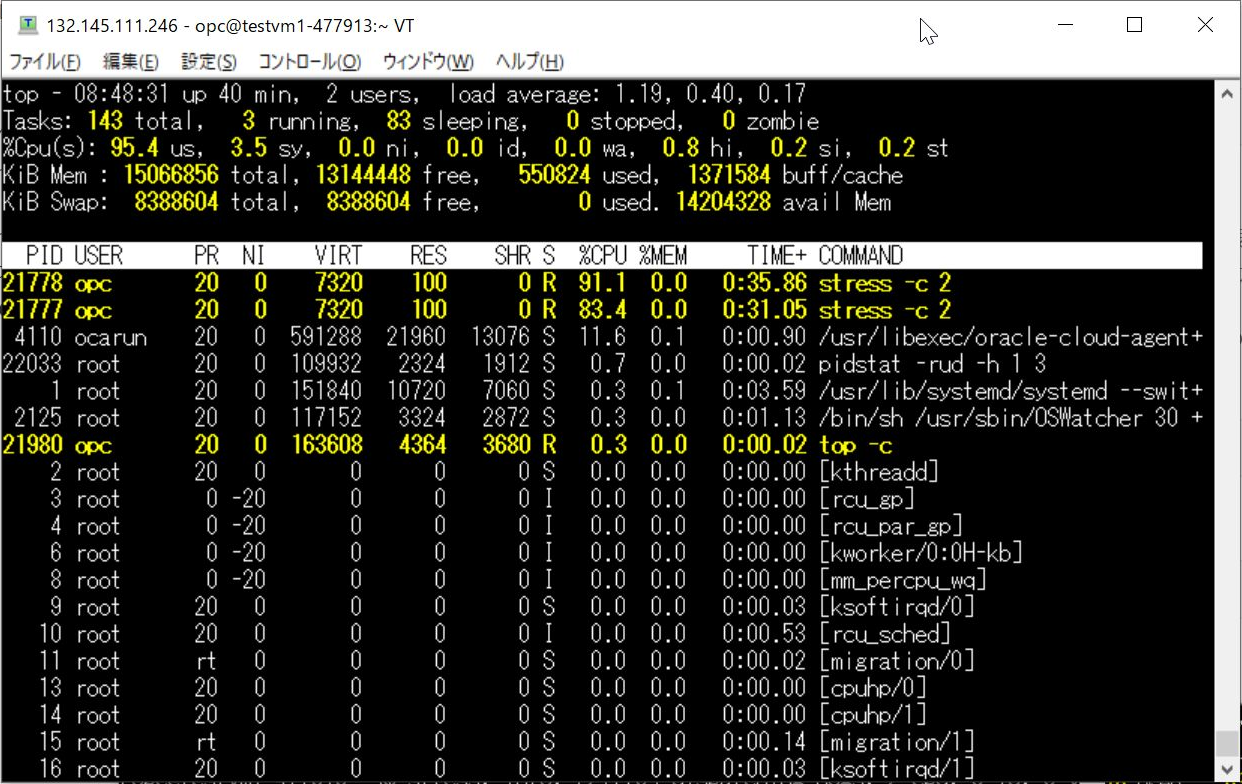 132.145.111.246 - opc@testvm1-477913:~ VT
ファイル(F) 編集(E) 設定(S) コントロール(O) ウィンドウ(W) ヘルプ(H)
top - 08:48:31 up 40 min,  2 users,  load average: 1.19, 0.40, 0.17
Tasks: 143 total,   3 running,  83 sleeping,   0 stopped,   0 zombie
%Cpu(s): 95.4 us,  3.5 sy,  0.0 ni,  0.0 id,  0.0 wa,  0.8 hi,  0.2 si,  0.2 st
KiB Mem : 15066856 total, 13144448 free,   550824 used,  1371584 buff/cache
KiB Swap:  8388604 total,  8388604 free,        0 used. 14204328 avail Mem
PID USER PR NI VIRT RES SHR S %CPU %MEM TIME+ COMMAND
21778 opc 20 0 7320 100 0 R 91.1 0.0 0:35.86 stress -c 2
21777 opc 20 0 7320 100 0 R 83.4 0.0 0:31.05 stress -c 2
4110 ocarun 20 0 591288 21960 13076 S 11.6 0.1 0:00.90 /usr/libexec/oracle-cloud-agent+
22033 root 20 0 109932 2324 1912 S 0.7 0.0 0:00.02 pidstat -rud -h 1 3
1 root 20 0 151840 10720 7060 S 0.3 0.1 0:03.59 /usr/lib/systemd/systemd --swit+
2125 root 20 0 117152 3324 2872 S 0.3 0.0 0:01.13 /bin/sh /usr/sbin/OSWatcher 30 +
21980 opc 20 0 163608 4364 3680 R 0.3 0.0 0:00.02 top -c
2 root 20 0 0 0 0 S 0.0 0.0 0:00.00 [kthreadd]
3 root 0 -20 0 0 0 I 0.0 0.0 0:00.00 [rcu_gp]
4 root 0 -20 0 0 0 I 0.0 0.0 0:00.00 [rcu_par_gp]
6 root 0 -20 0 0 0 I 0.0 0.0 0:00.00 [kworker/0:0H-kb]
8 root 0 -20 0 0 0 I 0.0 0.0 0:00.00 [mm_percpu_wq]
9 root 20 0 0 0 0 S 0.0 0.0 0:00.03 [ksoftirqd/0]
10 root 20 0 0 0 0 I 0.0 0.0 0:00.53 [rcu_sched]
11 root rt 0 0 0 0 S 0.0 0.0 0:00.02 [migration/0]
13 root 20 0 0 0 0 S 0.0 0.0 0:00.00 [cpuhp/0]
14 root 20 0 0 0 0 S 0.0 0.0 0:00.00 [cpuhp/1]
15 root rt 0 0 0 0 S 0.0 0.0 0:00.14 [migration/1]
16 root 20 0 0 0 0 S 0.0 0.0 0:00.03 [ksoftirqd/1]